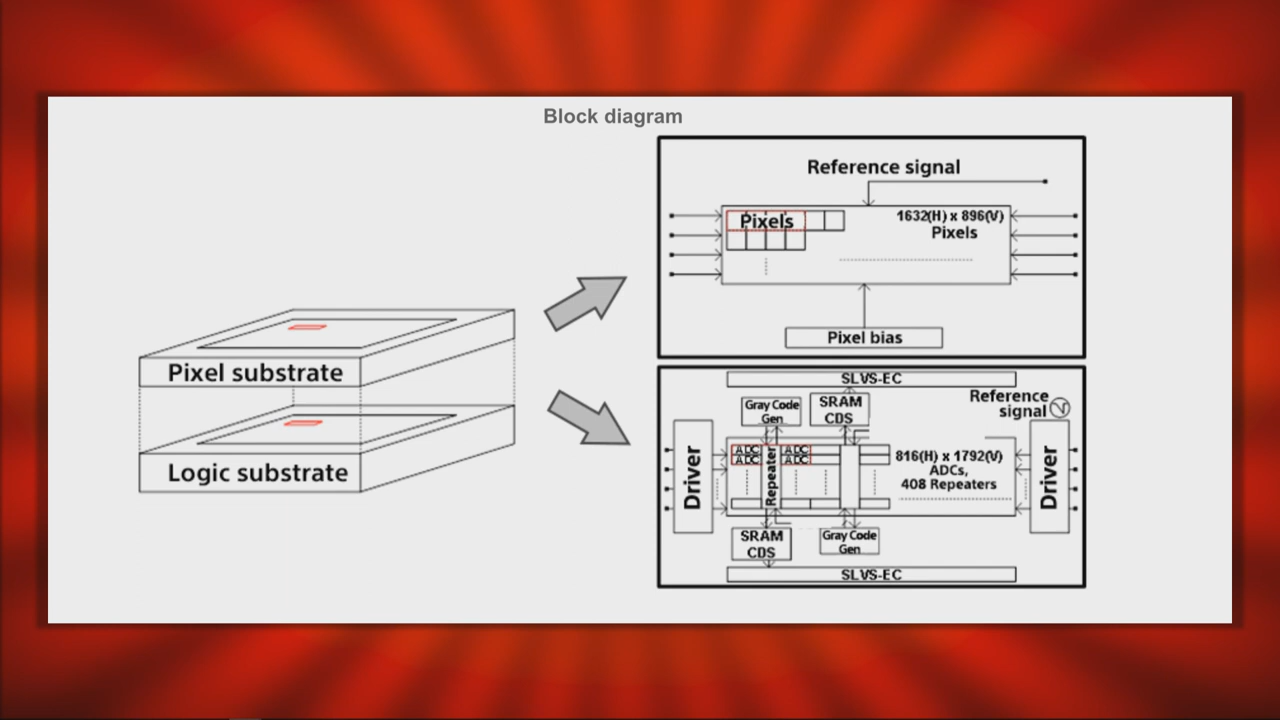 Block diagram
Reference signal
Pixels
1632(H) x 896(V)
Pixels
Pixel bias
Pixel substrate
Logic substrate
SLVS-EC
Gray Code
Gen
SRAM
CDS
Reference
signal
Driver
ADC
ADC
Repeater
ADC
ADC
816(H) x 1792(V)
ADCs,
408 Repeaters
Driver
SRAM
CDS
Gray Code
Gen
SLVS-EC